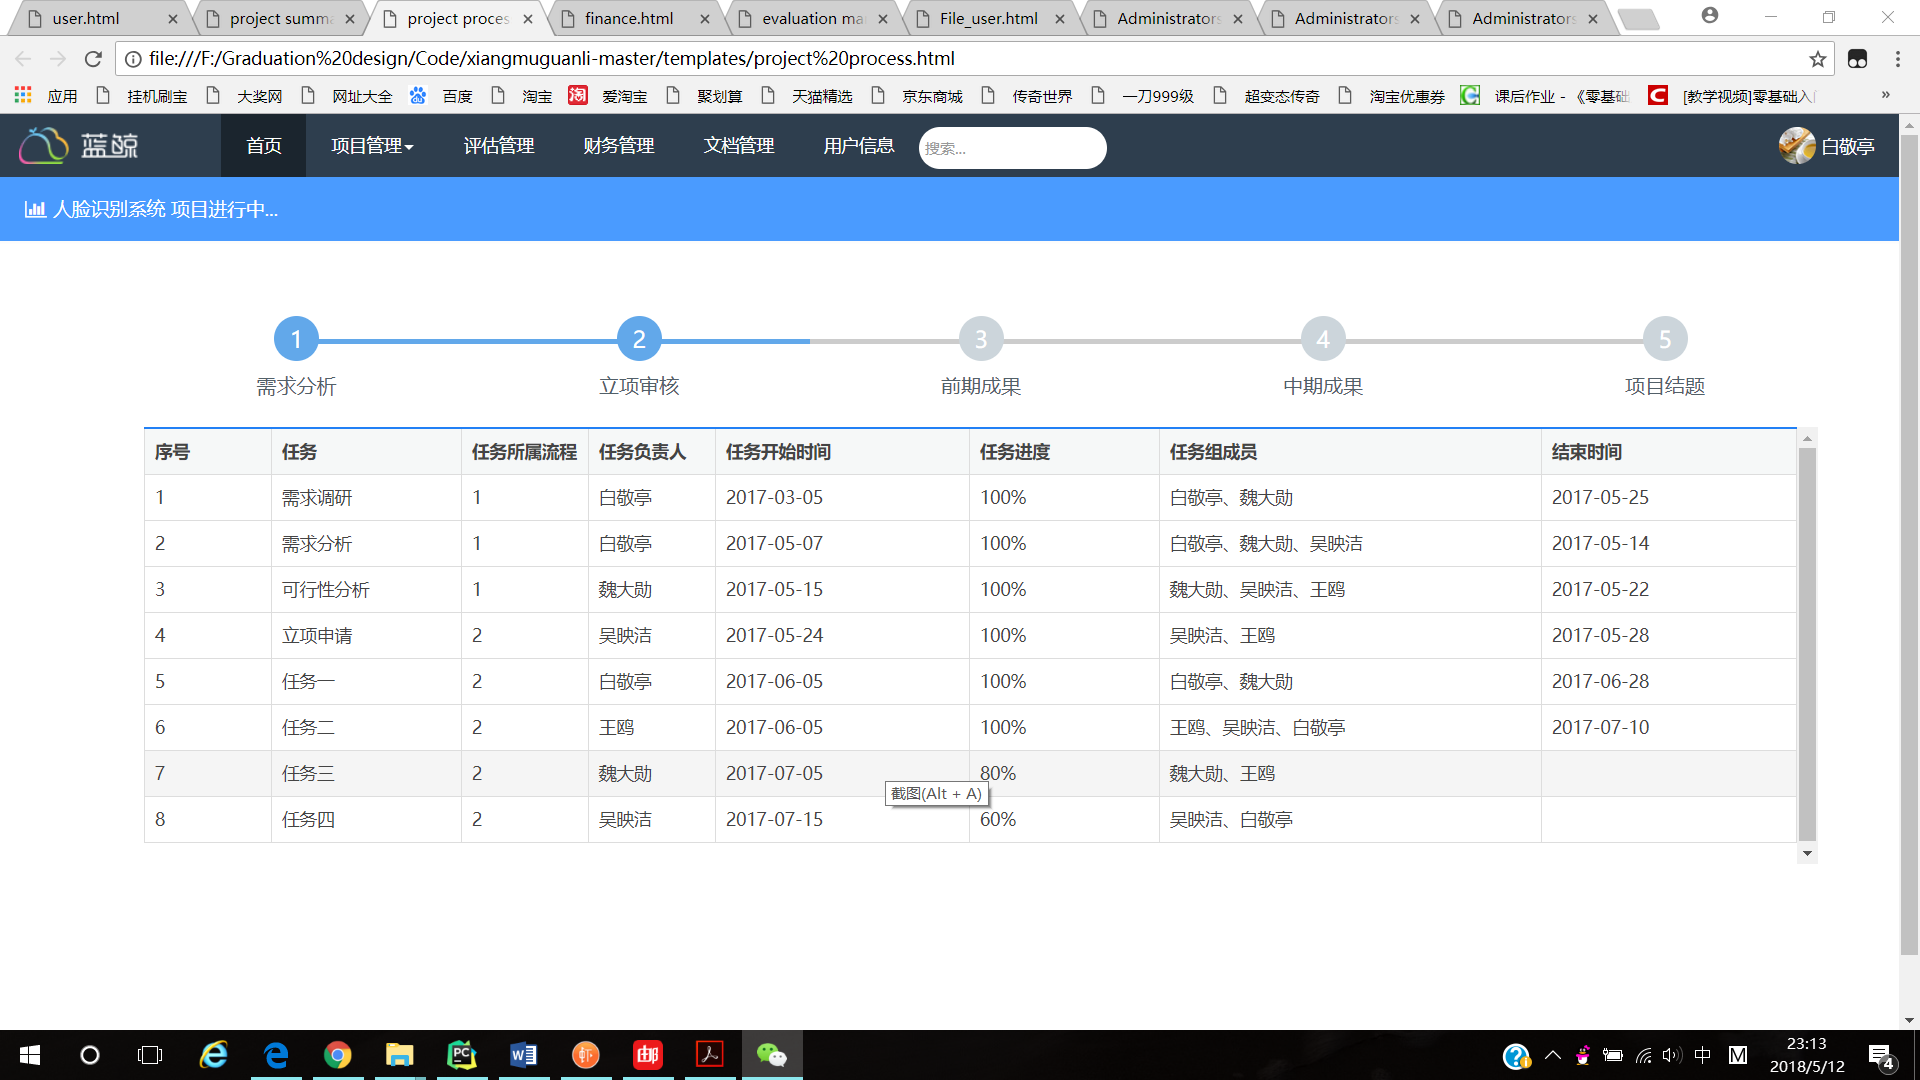 user.html
project summa
project proces
finance.html
evaluation ma
File_user.html
Administrators
Administrators
Administrators
file:///F:/Graduation%20design/Code/xiangmuguanli-master/templates/project%20process.html
应用 挂机刷宝 大奖网 网址大全 百度 淘宝 淘 爱淘宝 聚划算 天猫精选 京东商城 传奇世界 一刀999级 超变态传奇 淘宝优惠券 课后作业 - 《零基础 [教学视频]零基础入 »
蓝鲸 首页 项目管理 评估管理 财务管理 文档管理 用户信息 搜索... 白敬亭
人脸识别系统 项目进行中...
1 2 3 4 5
需求分析 立项审核 前期成果 中期成果 项目结题
序号 任务 任务所属流程 任务负责人 任务开始时间 任务进度 任务组成员 结束时间
1 需求调研 1 白敬亭 2017-03-05 100% 白敬亭、魏大勋 2017-05-25
2 需求分析 1 白敬亭 2017-05-07 100% 白敬亭、魏大勋、吴映洁 2017-05-14
3 可行性分析 1 魏大勋 2017-05-15 100% 魏大勋、吴映洁、王鸥 2017-05-22
4 立项申请 2 吴映洁 2017-05-24 100% 吴映洁、王鸥 2017-05-28
5 任务一 2 白敬亭 2017-06-05 100% 白敬亭、魏大勋 2017-06-28
6 任务二 2 王鸥 2017-06-05 100% 王鸥、吴映洁、白敬亭 2017-07-10
7 任务三 2 魏大勋 2017-07-05 80% 魏大勋、王鸥
截图(Alt + A)
8 任务四 2 吴映洁 2017-07-15 60% 吴映洁、白敬亭
中 M
23:13
2018/5/12
4